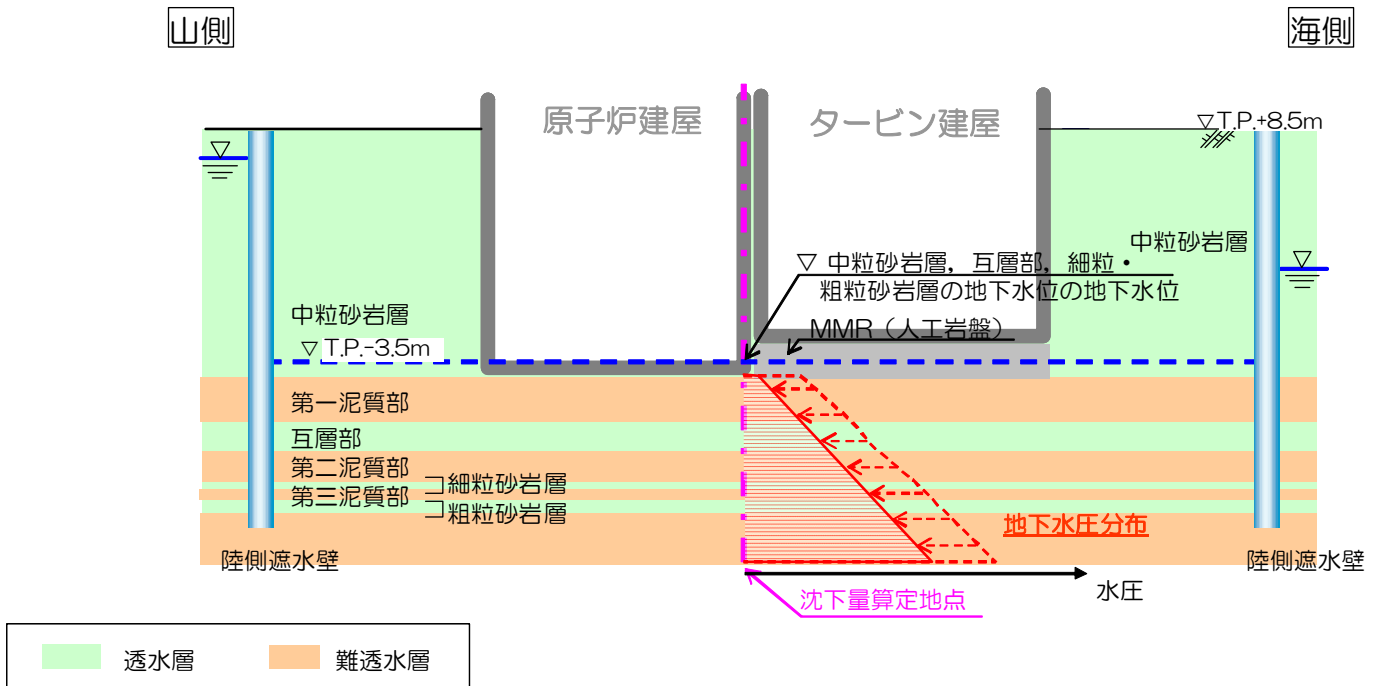 山側
海側
原子炉建屋
タービン建屋
▽T.P.+8.5m
中粒砂岩層
▽ 中粒砂岩層，互層部，細粒・
粗粒砂岩層の地下水位の地下水位
MMR（人工岩盤）
中粒砂岩層
▽T.P.-3.5m
第一泥質部
互層部
第二泥質部
細粒砂岩層
第三泥質部
粗粒砂岩層
地下水圧分布
陸側遮水壁
陸側遮水壁
水圧
沈下量算定地点
透水層
難透水層